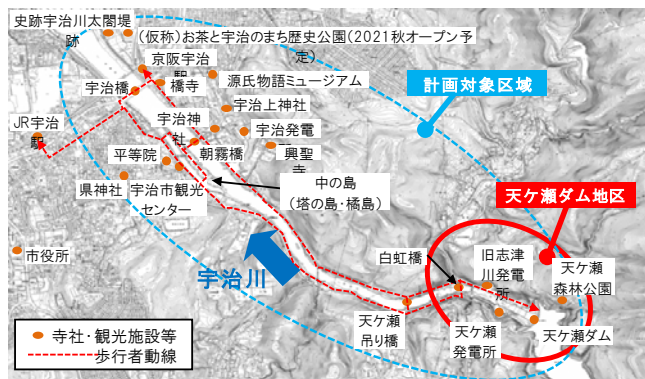 史跡宇治川太閤堤
跡
(仮称)お茶と宇治のまち歴史公園(2021秋オープン予
定)
京阪宇治
駅
橋寺
源氏物語ミュージアム
宇治橋
宇治上神社
JR宇治
駅
宇治神
社
宇治発電
朝霧橋
興聖
寺
平等院
県神社
宇治市観光
センター
中の島
(塔の島・橘島)
計画対象区域
天ケ瀬ダム地区
市役所
宇治川
白虹橋
旧志津
川発電
所
天ケ瀬
森林公園
天ケ瀬
吊り橋
天ケ瀬
発電所
天ケ瀬ダム
寺社・観光施設等
歩行者動線